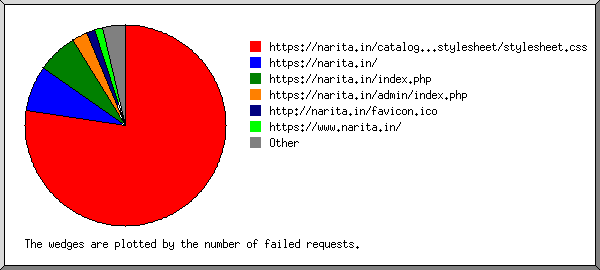 https://narita.in/catalog...stylesheet/stylesheet.css
https://narita.in/
https://narita.in/index.php
https://narita.in/admin/index.php
http://narita.in/favicon.ico
https://www.narita.in/
Other
The wedges are plotted by the number of failed requests.